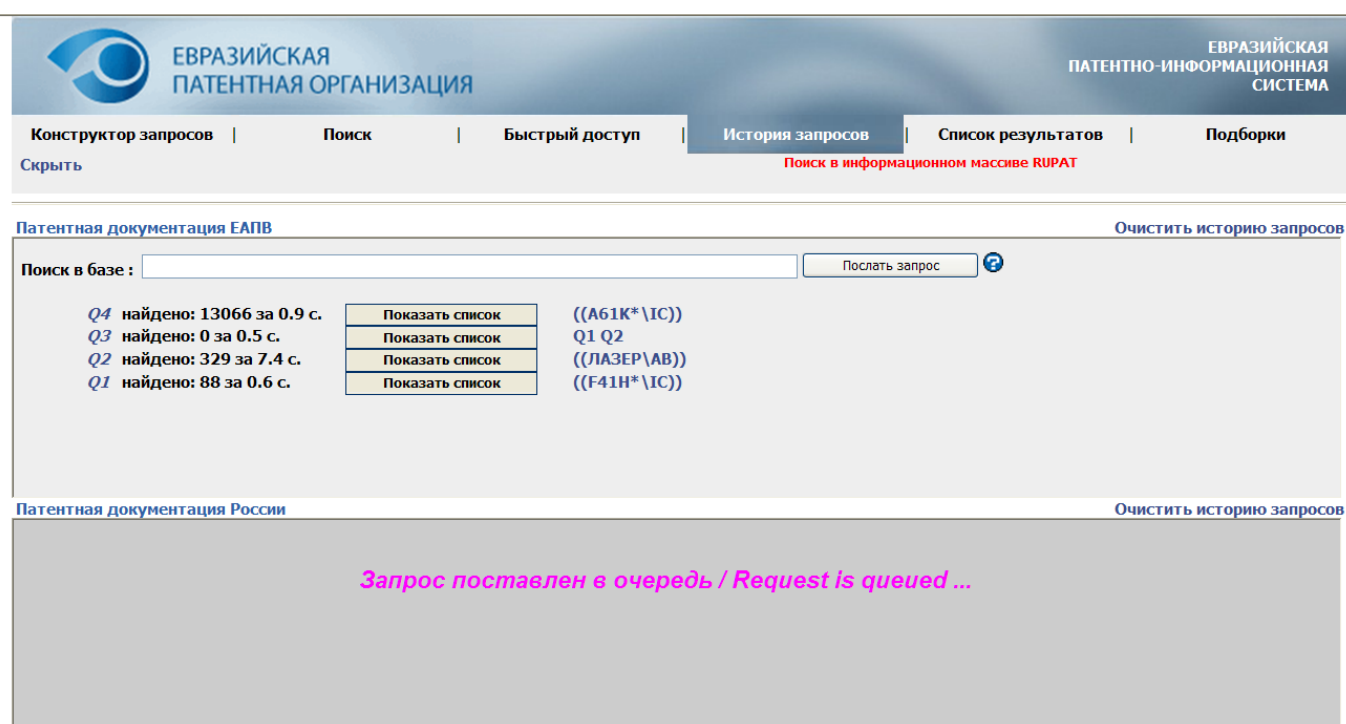 ЕВРАЗИЙСКАЯ
ПАТЕНТНАЯ ОРГАНИЗАЦИЯ
ЕВРАЗИЙСКАЯ
ПАТЕНТНО-ИНФОРМАЦИОННАЯ
СИСТЕМА
Конструктор запросов | Поиск | Быстрый доступ | История запросов | Список результатов | Подборки
Скрыть Поиск в информационном массиве RUPAT
Патентная документация ЕАПВ Очистить историю запросов
Поиск в базе : Послать запрос ?
Q4 найдено: 13066 за 0.9 с. Показать список ((A61K*\IC))
Q3 найдено: 0 за 0.5 с. Показать список Q1 Q2
Q2 найдено: 329 за 7.4 с. Показать список ((ЛАЗЕР\AB))
Q1 найдено: 88 за 0.6 с. Показать список ((F41H*\IC))
Патентная документация России Очистить историю запросов
Запрос поставлен в очередь / Request is queued ...